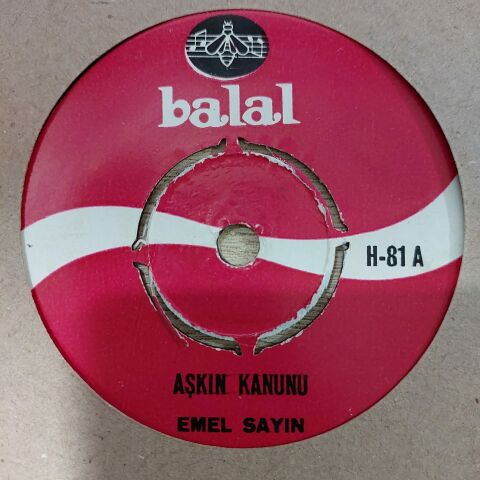 balal
H-81 A
AŞKIN KANUNU
EMEL SAYIN